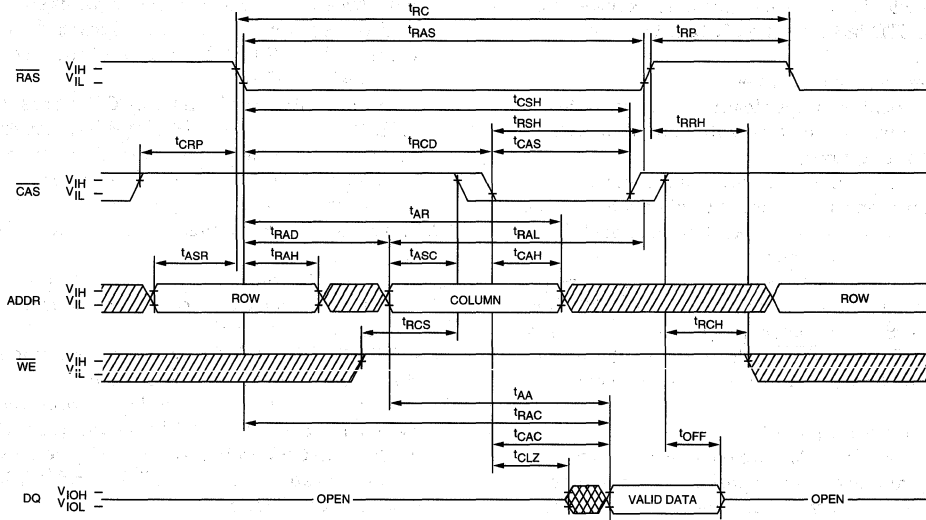 tRC
tRAS
tRP
RAS
VIH
VIL
tCSH
tRSH
tRRH
tCRP
tRCD
tCAS
CAS
VIH
VIL
tAR
tRAD
tRAL
tASR
tRAH
tASC
tCAH
ADDR
VIH
VIL
ROW
COLUMN
ROW
tRCS
tRCH
WE
VIH
VIL
tAA
tRAC
tCAC
tOFF
tCLZ
DQ
VIOH
VIOL
OPEN
VALID DATA
OPEN